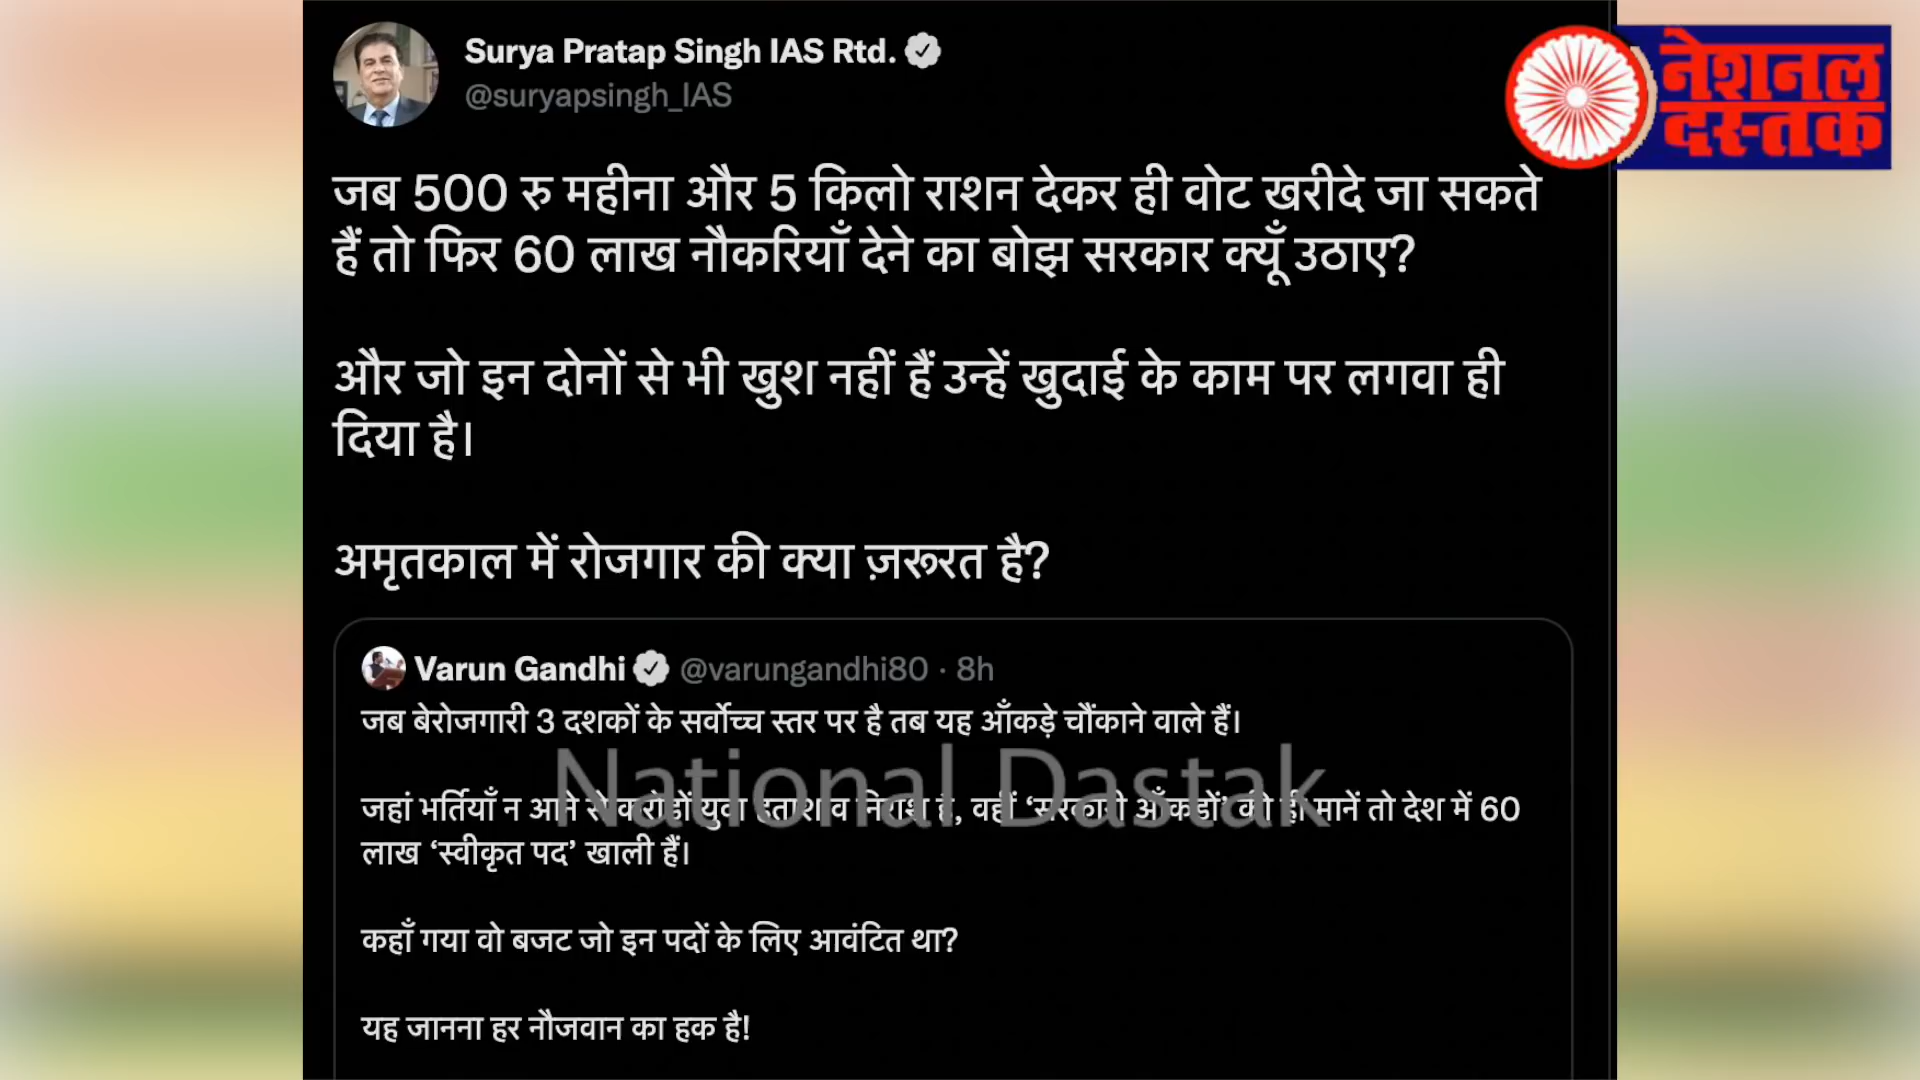 Surya Pratap Singh IAS Rtd.
@suryapsingh_IAS
नेशनल
दस्तक
जब 500 रु महीना और 5 किलो राशन देकर ही वोट खरीदे जा सकते
हैं तो फिर 60 लाख नौकरियाँ देने का बोझ सरकार क्यूँ उठाए?
और जो इन दोनों से भी खुश नहीं हैं उन्हें खुदाई के काम पर लगवा ही
दिया है।
अमृतकाल में रोजगार की क्या ज़रूरत है?
Varun Gandhi @varungandhi80 · 8h
जब बेरोजगारी 3 दशकों के सर्वोच्च स्तर पर है तब यह आँकड़े चौंकाने वाले हैं।
National Dastak
जहां भर्तियाँ न आने से करोड़ों युवा हताश व निराश है, वहीं ‘सरकारी आँकड़ों’ की ही मानें तो देश में 60
लाख ‘स्वीकृत पद’ खाली हैं।
कहाँ गया वो बजट जो इन पदों के लिए आवंटित था?
यह जानना हर नौजवान का हक है!